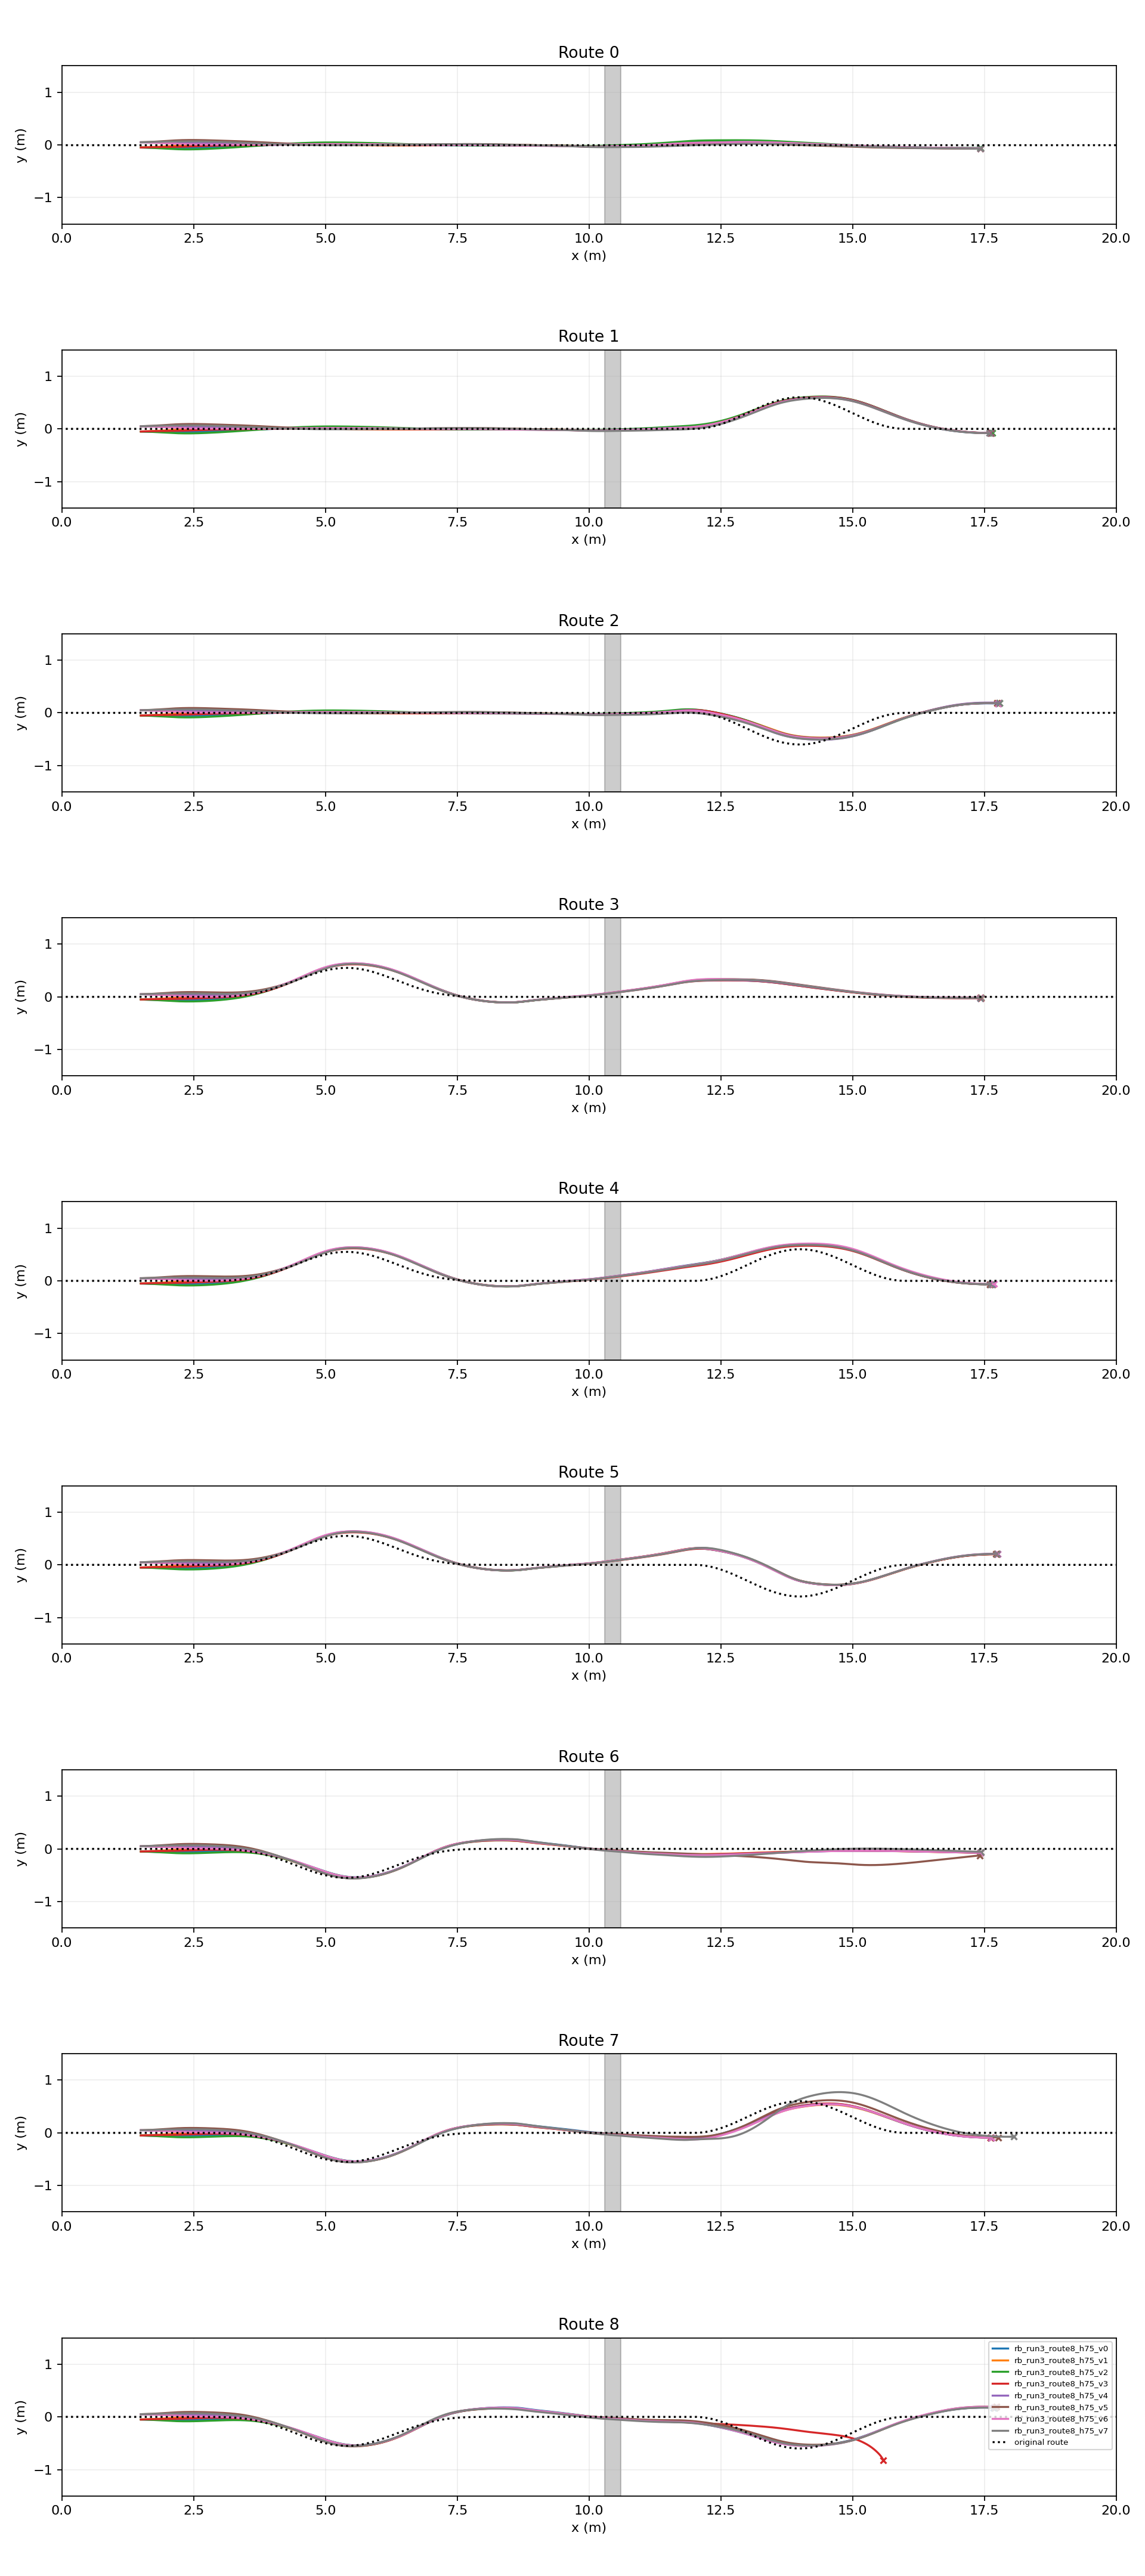 Route 0
1
0
−1
y (m)
0.0 2.5 5.0 7.5 10.0 12.5 15.0 17.5 20.0
x (m)
Route 1
1
0
−1
y (m)
0.0 2.5 5.0 7.5 10.0 12.5 15.0 17.5 20.0
x (m)
Route 2
1
0
−1
y (m)
0.0 2.5 5.0 7.5 10.0 12.5 15.0 17.5 20.0
x (m)
Route 3
1
0
−1
y (m)
0.0 2.5 5.0 7.5 10.0 12.5 15.0 17.5 20.0
x (m)
Route 4
1
0
−1
y (m)
0.0 2.5 5.0 7.5 10.0 12.5 15.0 17.5 20.0
x (m)
Route 5
1
0
−1
y (m)
0.0 2.5 5.0 7.5 10.0 12.5 15.0 17.5 20.0
x (m)
Route 6
1
0
−1
y (m)
0.0 2.5 5.0 7.5 10.0 12.5 15.0 17.5 20.0
x (m)
Route 7
1
0
−1
y (m)
0.0 2.5 5.0 7.5 10.0 12.5 15.0 17.5 20.0
x (m)
Route 8
1
0
−1
y (m)
rb_run3_route8_h75_v0
rb_run3_route8_h75_v1
rb_run3_route8_h75_v2
rb_run3_route8_h75_v3
rb_run3_route8_h75_v4
rb_run3_route8_h75_v5
rb_run3_route8_h75_v6
rb_run3_route8_h75_v7
original route
0.0 2.5 5.0 7.5 10.0 12.5 15.0 17.5 20.0
x (m)